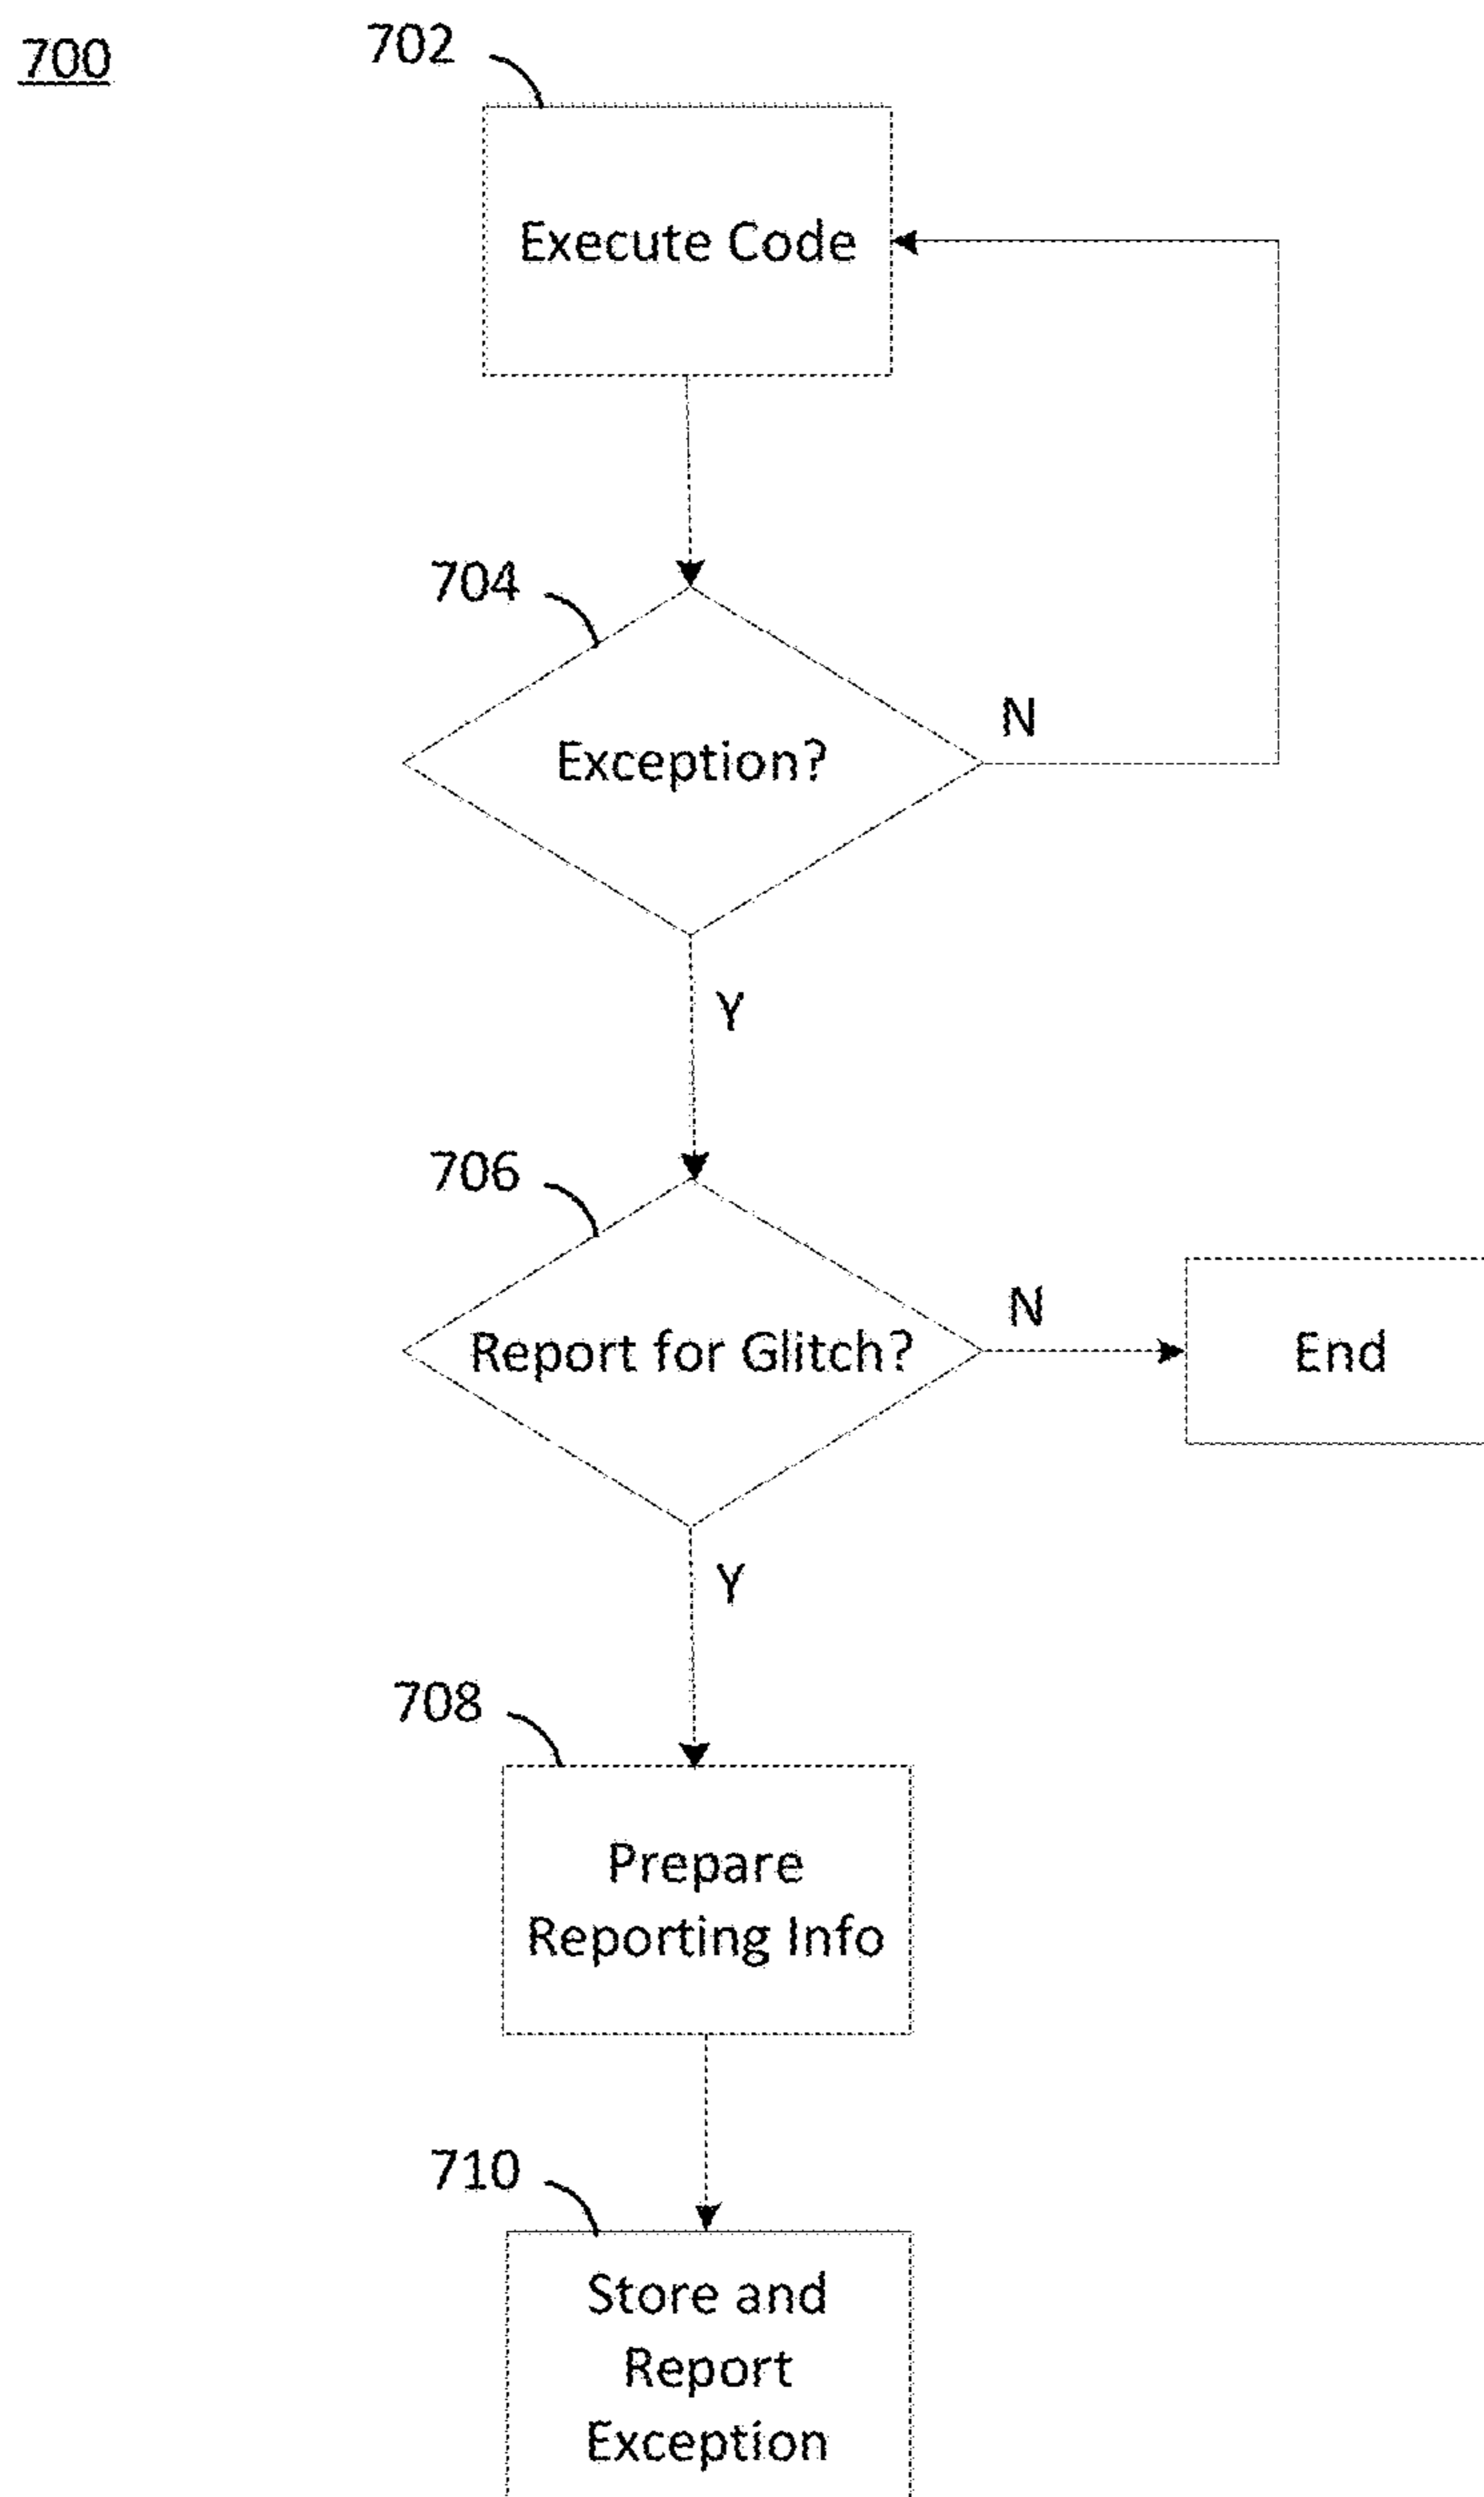 700
702
Execute Code
704
Exception?
N
Y
706
Report for Glitch?
N
End
Y
708
Prepare
Reporting Info
710
Store and
Report
Exception